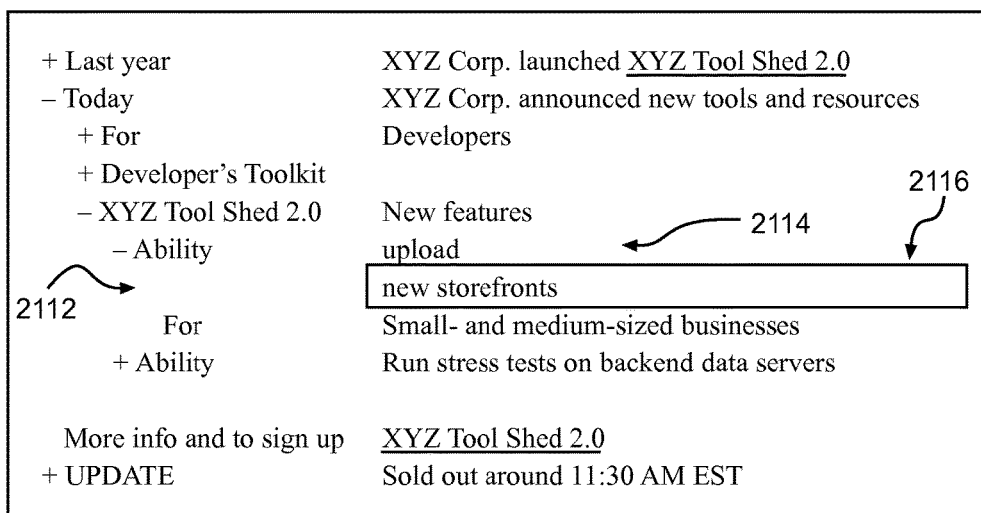 + Last year XYZ Corp. launched XYZ Tool Shed 2.0
– Today XYZ Corp. announced new tools and resources
+ For Developers
+ Developer's Toolkit
2116
– XYZ Tool Shed 2.0 New features
2114
– Ability upload
new storefronts
2112
For Small- and medium-sized businesses
+ Ability Run stress tests on backend data servers
More info and to sign up XYZ Tool Shed 2.0
+ UPDATE Sold out around 11:30 AM EST